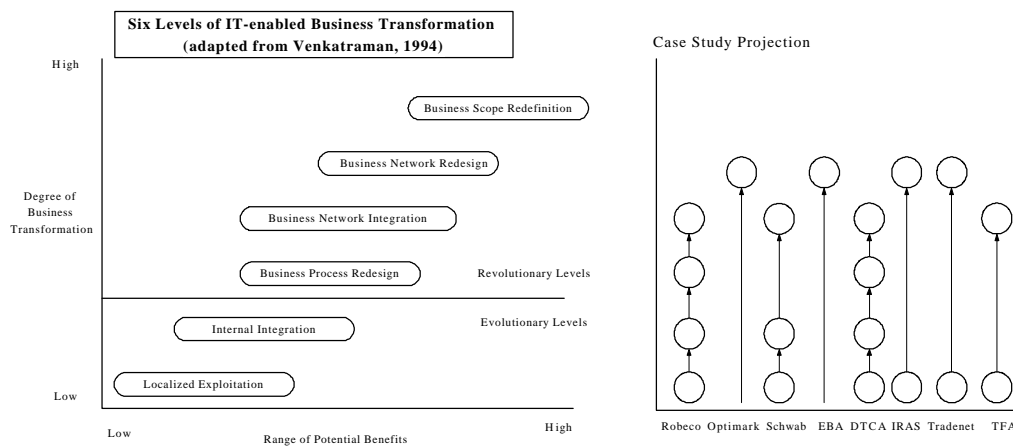 Six Levels of IT-enabled Business Transformation
(adapted from Venkatraman, 1994)
High
Business Scope Redefinition
Business Network Redesign
Degree of
Business
Transformation
Business Network Integration
Business Process Redesign
Revolutionary Levels
Internal Integration
Evolutionary Levels
Localized Exploitation
Low
Low
Range of Potential Benefits
High
Case Study Projection
Robeco Optimark Schwab EBA DTCA IRAS Tradenet TFA